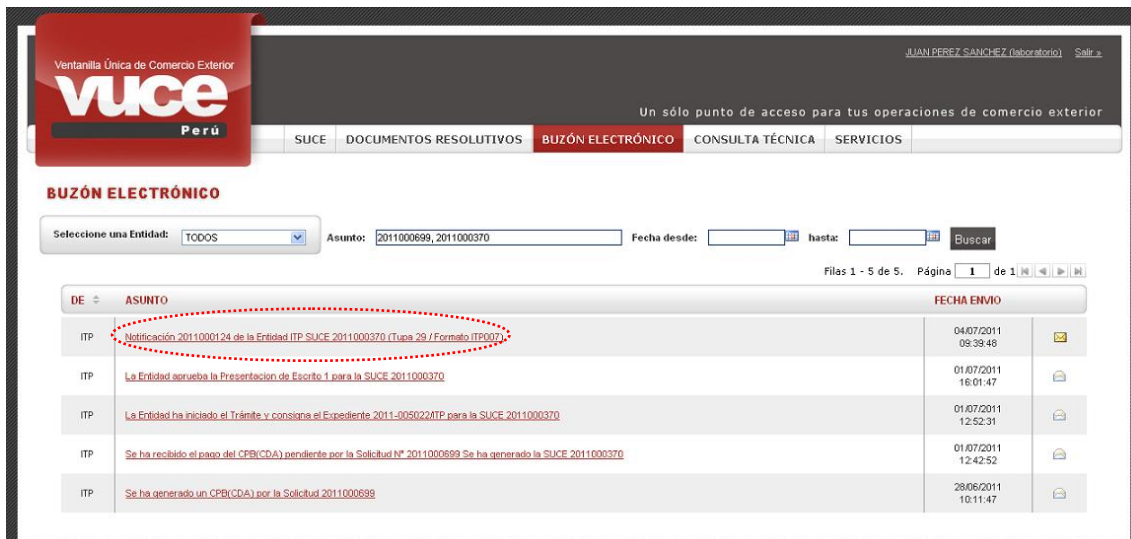 JUAN PEREZ SANCHEZ (laboratorio) Salir »
Ventanilla Única de Comercio Exterior
vuce
Perú
Un sólo punto de acceso para tus operaciones de comercio exterior
SUCE DOCUMENTOS RESOLUTIVOS BUZÓN ELECTRÓNICO CONSULTA TÉCNICA SERVICIOS
BUZÓN ELECTRÓNICO
Seleccione una Entidad: TODOS Asunto: 2011000699, 2011000370 Fecha desde: hasta: Buscar
Filas 1 - 5 de 5. Página 1 de 1
DE ASUNTO FECHA ENVIO
ITP Notificación 2011000124 de la Entidad ITP SUCE 2011000370 (Tupa 29 / Formato ITP007) 04/07/2011
09:39:48
ITP La Entidad aprueba la Presentacion de Escrito 1 para la SUCE 2011000370 01/07/2011
16:01:47
ITP La Entidad ha iniciado el Trámite y consigna el Expediente 2011-005022/ITP para la SUCE 2011000370 01/07/2011
12:52:31
ITP Se ha recibido el pago del CPB(CDA) pendiente por la Solicitud N° 2011000699 Se ha generado la SUCE 2011000370 01/07/2011
12:42:52
ITP Se ha generado un CPB(CDA) por la Solicitud 2011000699 28/06/2011
10:11:47